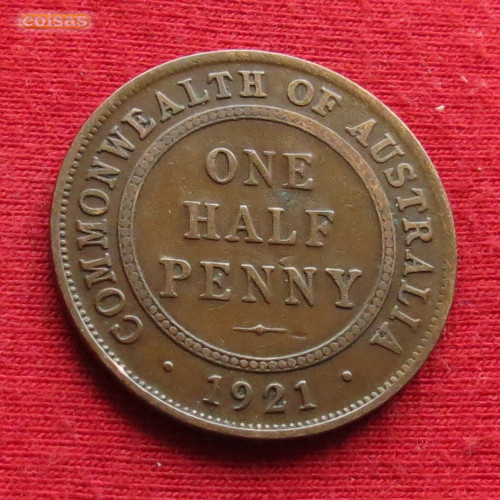 coisas
COMMONWEALTH OF AUSTRALIA
ONE
HALF
PENNY
· 1921 ·